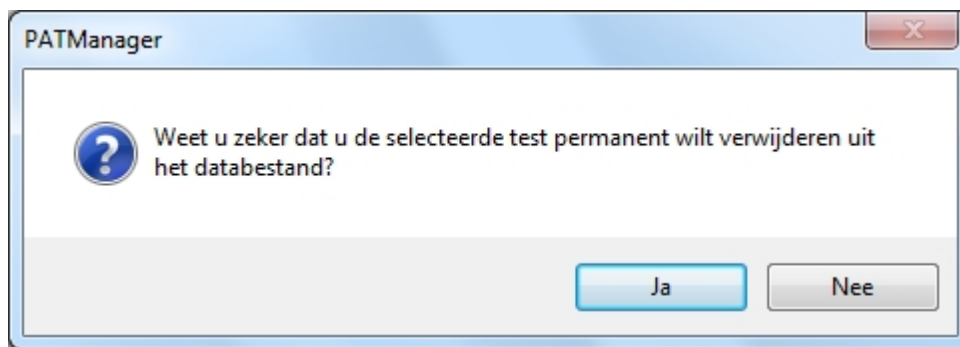 PATManager
Weet u zeker dat u de selecteerde test permanent wilt verwijderen uit
het databestand?
Ja
Nee